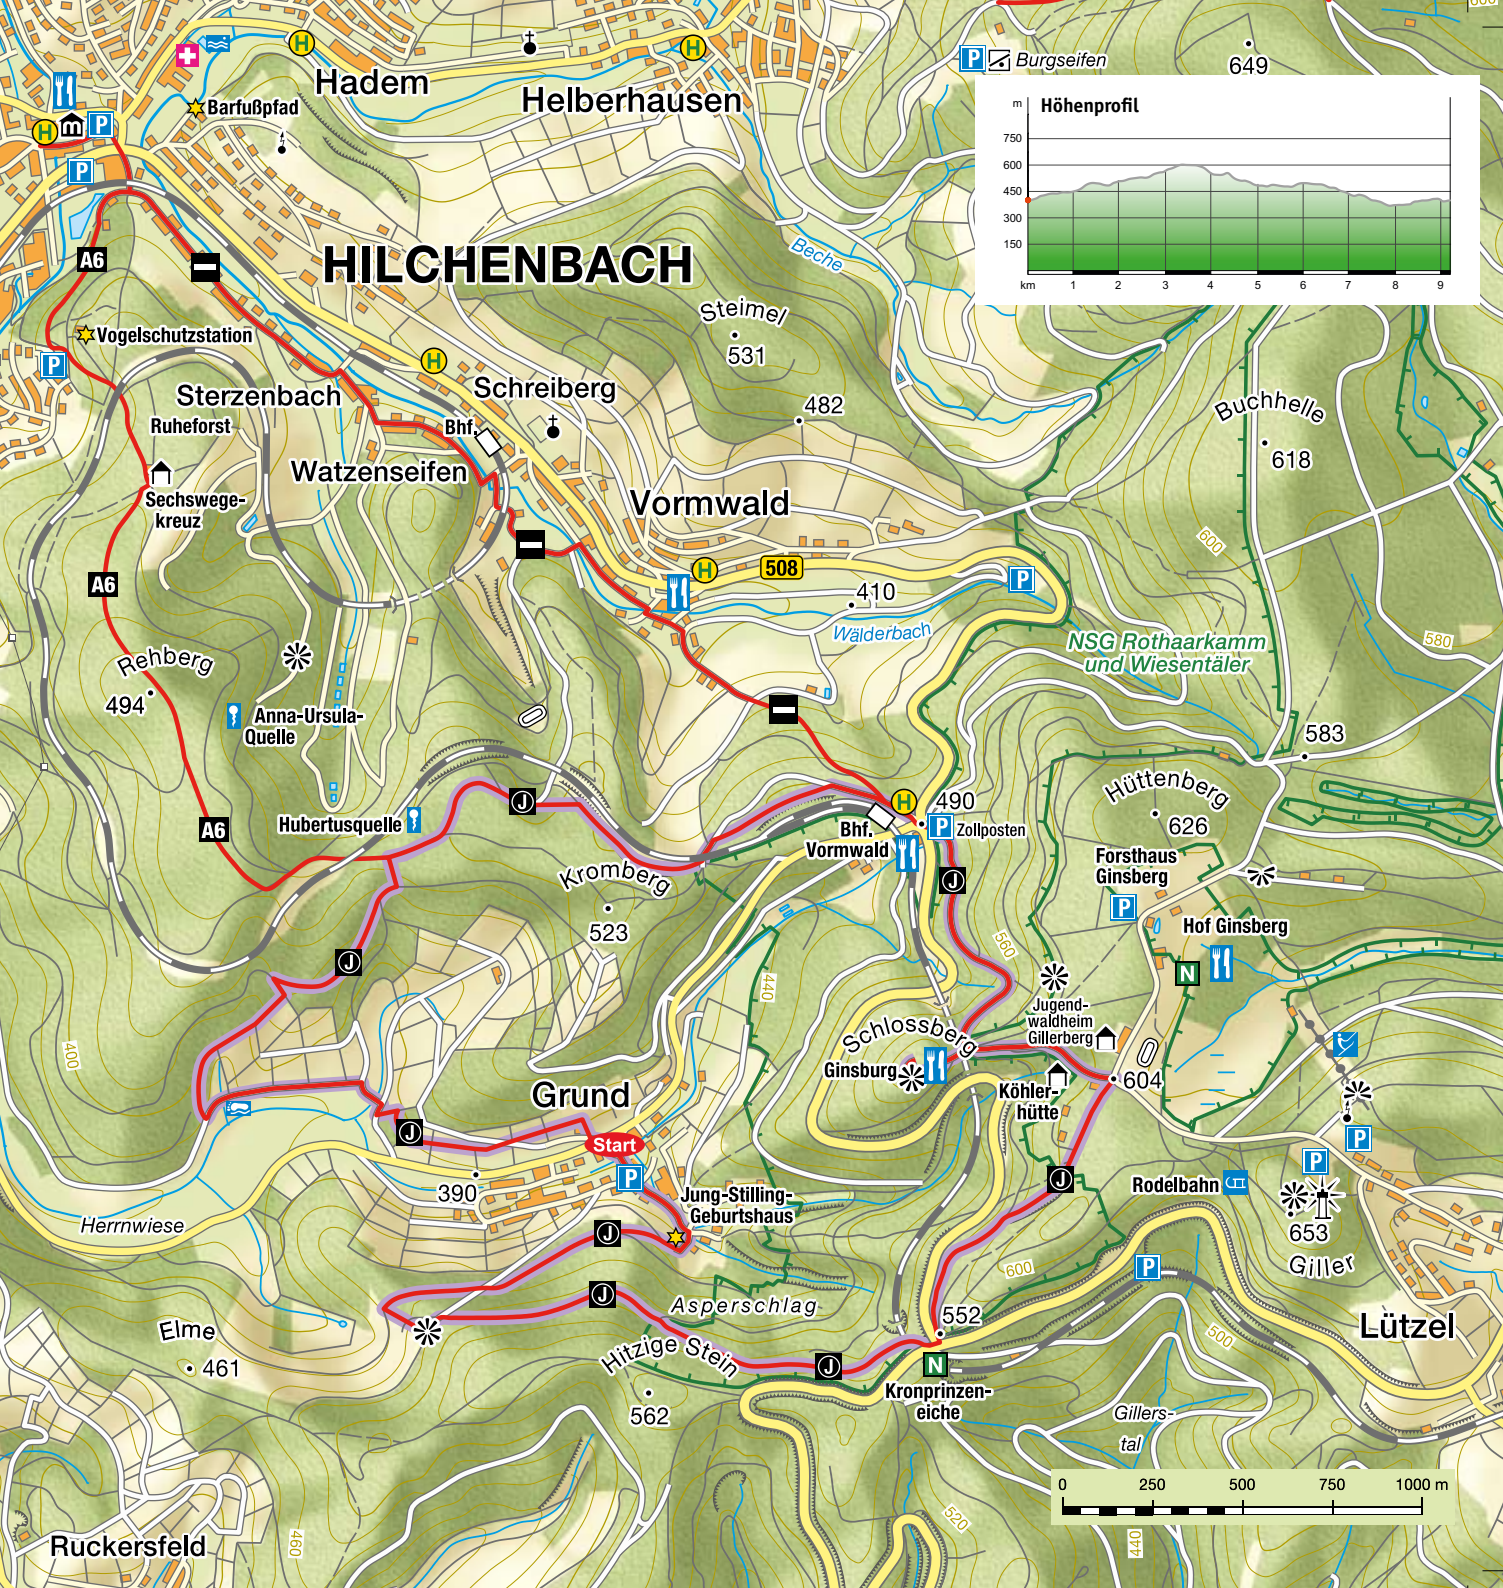 600
H
Hadem
H
H
Helberhausen
P
Burgseifen
649
Barfußpfad
H
m
P
P
Höhenprofil
m
750
600
450
300
150
km
1
2
3
4
5
6
7
8
9
A6
HILCHENBACH
Beche
Steimel
531
Vogelschutzstation
P
H
Sterzenbach
Schreiberg
482
Buchhelle
618
Ruheforst
Bhf.
Watzenseifen
Sechswege-
kreuz
Vormwald
600
A6
H
508
P
410
Wälderbach
NSG Rothaarkamm
und Wiesentäler
580
Rehberg
494
Anna-Ursula-
Quelle
583
Hüttenberg
626
J
H
490
P
Zollposten
A6
Hubertusquelle
Bhf.
Vormwald
Forsthaus
Ginsberg
P
Kromberg
523
J
Hof Ginsberg
N
560
J
440
Jugend-
waldheim
Gillerberg
400
Schlossberg
Ginsburg
Köhler-
hütte
604
Grund
J
Start
P
P
P
390
Jung-Stilling-
Geburtshaus
J
Rodelbahn
653
Giller
Herrnwiese
J
600
P
J
Asperschlag
Elme
461
Hitzige Stein
552
500
Lützel
J
N
562
Kronprinzen-
eiche
Gillers-
tal
0
250
500
750
1000 m
520
440
460
Ruckersfeld